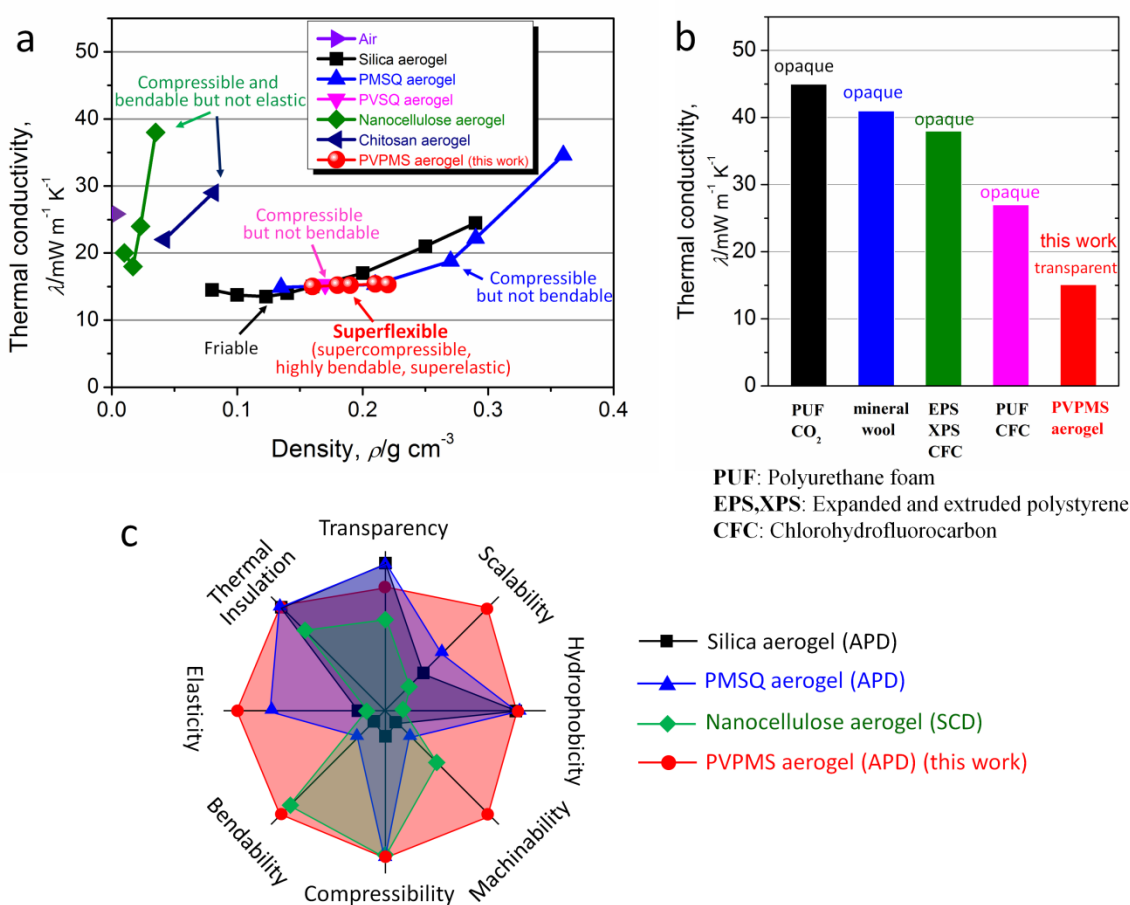 a
Thermal conductivity,
λ/mW m⁻¹ K⁻¹
50
40
30
20
10
0
0.0
0.1
0.2
0.3
0.4
Density, ρ/g cm⁻³
Air
Silica aerogel
PMSQ aerogel
PVSQ aerogel
Nanocellulose aerogel
Chitosan aerogel
PVPMS aerogel (this work)
Compressible and
bendable but not elastic
Compressible
but not bendable
Compressible
but not bendable
Friable
Superflexible
(supercompressible,
highly bendable, superelastic)
b
Thermal conductivity,
λ/mW m⁻¹ K⁻¹
50
40
30
20
10
0
opaque
opaque
opaque
opaque
this work
transparent
PUF
CO₂
mineral
wool
EPS
XPS
CFC
PUF
CFC
PVPMS
aerogel
PUF: Polyurethane foam
EPS,XPS: Expanded and extruded polystyrene
CFC: Chlorohydrofluorocarbon
c
Transparency
Scalability
Hydrophobicity
Machinability
Compressibility
Bendability
Elasticity
Thermal
Insulation
Silica aerogel (APD)
PMSQ aerogel (APD)
Nanocellulose aerogel (SCD)
PVPMS aerogel (APD) (this work)